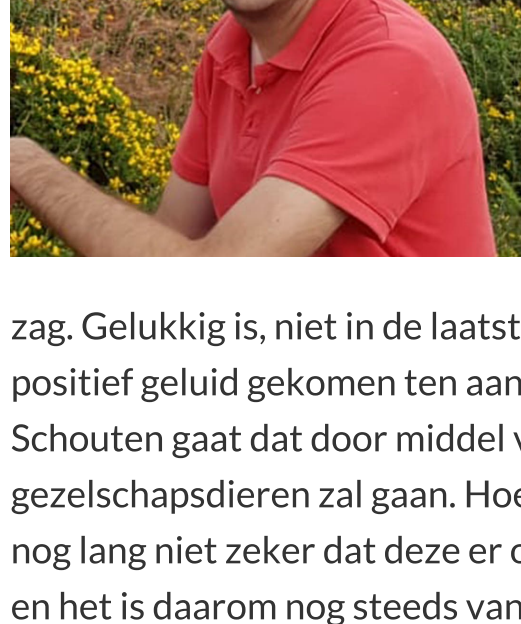 zag. Gelukkig is, niet in de laatst
positief geluid gekomen ten aan
Schouten gaat dat door middel
gezelschapsdieren zal gaan. Hoe
nog lang niet zeker dat deze er
en het is daarom nog steeds van